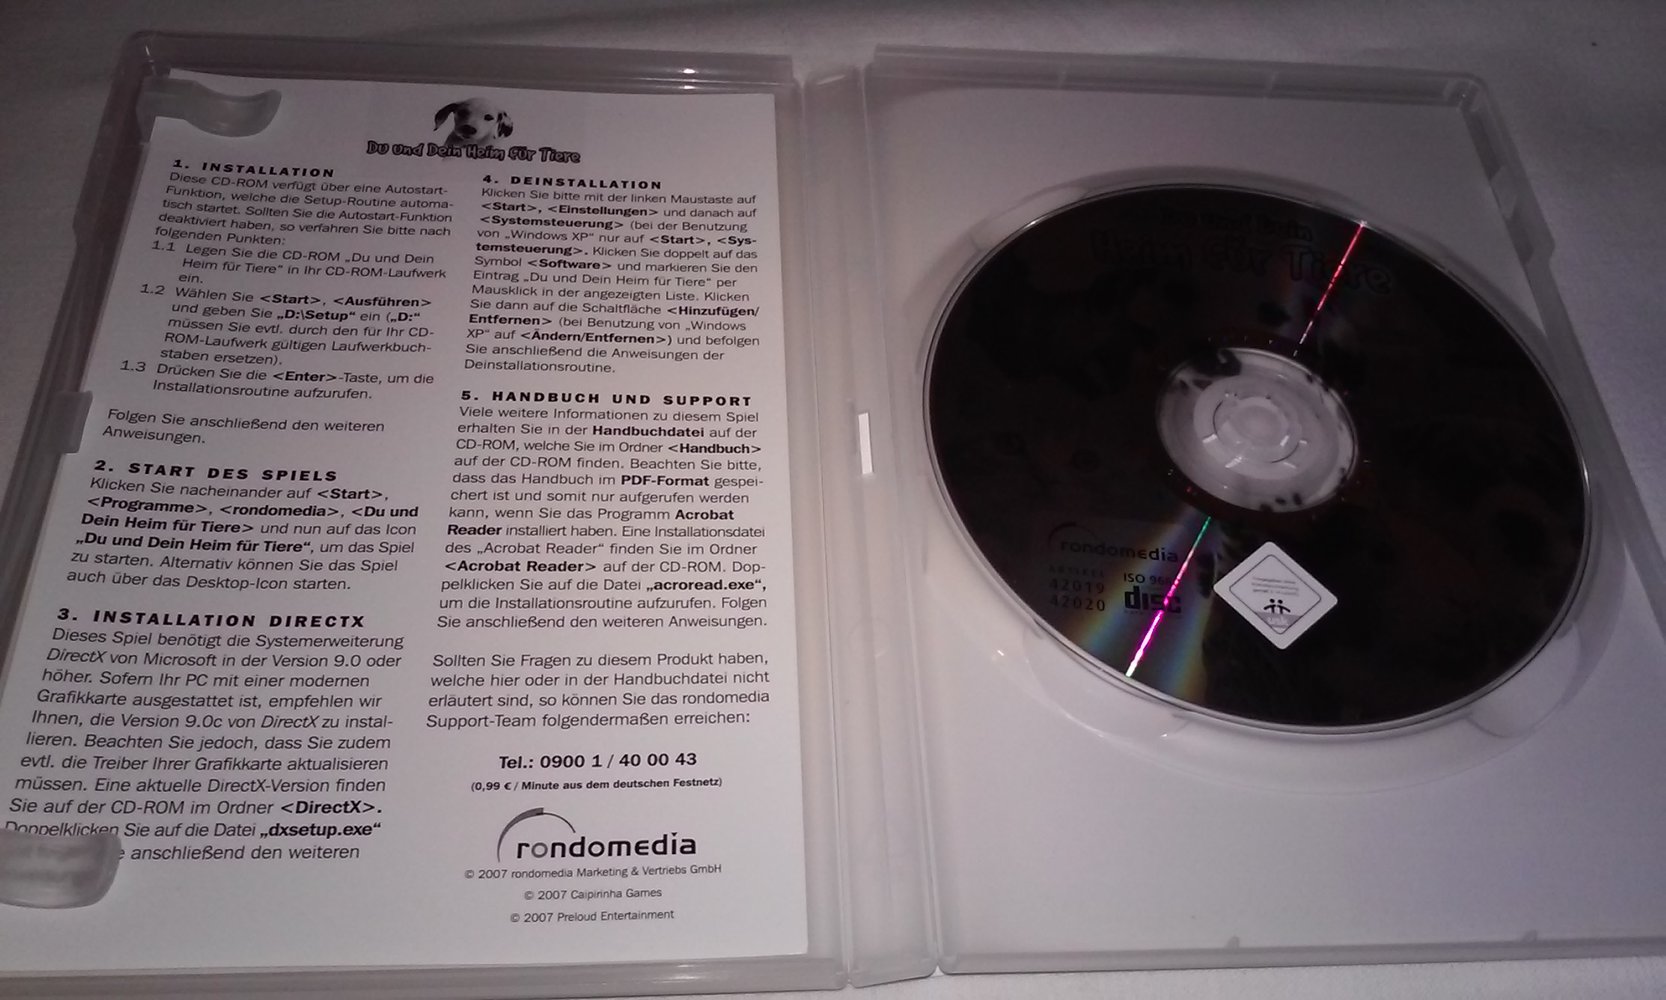 Du und Dein Heim für Tiere
1. INSTALLATION
Diese CD-ROM verfügt über eine Autostart-
Funktion, welche die Setup-Routine automa-
tisch startet. Sollten Sie die Autostart-Funktion
deaktiviert haben, so verfahren Sie bitte nach
folgenden Punkten:
1.1 Legen Sie die CD-ROM „Du und Dein
Heim für Tiere" in Ihr CD-ROM-Laufwerk
ein.
1.2 Wählen Sie <Start>, <Ausführen>
und geben Sie „D:\Setup" ein („D:"
müssen Sie evtl. durch den für Ihr CD-
ROM-Laufwerk gültigen Laufwerkbuch-
staben ersetzen).
1.3 Drücken Sie die <Enter>-Taste, um die
Installationsroutine aufzurufen.
Folgen Sie anschließend den weiteren
Anweisungen.
2. START DES SPIELS
Klicken Sie nacheinander auf <Start>,
<Programme>, <rondomedia>, <Du und
Dein Heim für Tiere> und nun auf das Icon
„Du und Dein Heim für Tiere", um das Spiel
zu starten. Alternativ können Sie das Spiel
auch über das Desktop-Icon starten.
3. INSTALLATION DIRECTX
Dieses Spiel benötigt die Systemerweiterung
DirectX von Microsoft in der Version 9.0 oder
höher. Sofern Ihr PC mit einer modernen
Grafikkarte ausgestattet ist, empfehlen wir
Ihnen, die Version 9.0c von DirectX zu instal-
lieren. Beachten Sie jedoch, dass Sie zudem
evtl. die Treiber Ihrer Grafikkarte aktualisieren
müssen. Eine aktuelle DirectX-Version finden
Sie auf der CD-ROM im Ordner <DirectX>.
Doppelklicken Sie auf die Datei „dxsetup.exe"
anschließend den weiteren
4. DEINSTALLATION
Klicken Sie bitte mit der linken Maustaste auf
<Start>, <Einstellungen> und danach auf
<Systemsteuerung> (bei der Benutzung
von „Windows XP" nur auf <Start>, <Sys-
temsteuerung>. Klicken Sie doppelt auf das
Symbol <Software> und markieren Sie den
Eintrag „Du und Dein Heim für Tiere" per
Mausklick in der angezeigten Liste. Klicken
Sie dann auf die Schaltfläche <Hinzufügen/
Entfernen> (bei Benutzung von „Windows
XP" auf <Ändern/Entfernen>) und befolgen
Sie anschließend die Anweisungen der
Deinstallationsroutine.
5. HANDBUCH UND SUPPORT
Viele weitere Informationen zu diesem Spiel
erhalten Sie in der Handbuchdatei auf der
CD-ROM, welche Sie im Ordner <Handbuch>
auf der CD-ROM finden. Beachten Sie bitte,
dass das Handbuch im PDF-Format gespei-
chert ist und somit nur aufgerufen werden
kann, wenn Sie das Programm Acrobat
Reader installiert haben. Eine Installationsdatei
des „Acrobat Reader" finden Sie im Ordner
<Acrobat Reader> auf der CD-ROM. Dop-
pelklicken Sie auf die Datei „acroread.exe",
um die Installationsroutine aufzurufen. Folgen
Sie anschließend den weiteren Anweisungen.
Sollten Sie Fragen zu diesem Produkt haben,
welche hier oder in der Handbuchdatei nicht
erläutert sind, so können Sie das rondomedia
Support-Team folgendermaßen erreichen:
Tel.: 0900 1 / 40 00 43
(0,99 € / Minute aus dem deutschen Festnetz)
rondomedia
© 2007 rondomedia Marketing & Vertriebs GmbH
© 2007 Caipirinha Games
© 2007 Preloud Entertainment
Du und Dein
Heim Für Tiere
rondomedia
ARTIKEL
42019
42020
ISO
disc
usk